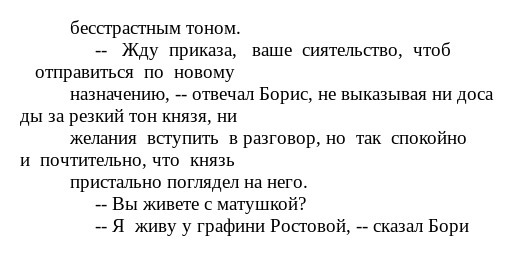 бесстрастным тоном.
-- Жду приказа, ваше сиятельство, чтоб
отправиться по новому
назначению, -- отвечал Борис, не выказывая ни доса
ды за резкий тон князя, ни
желания вступить в разговор, но так спокойно
и почтительно, что князь
пристально поглядел на него.
-- Вы живете с матушкой?
-- Я живу у графини Ростовой, -- сказал Бори